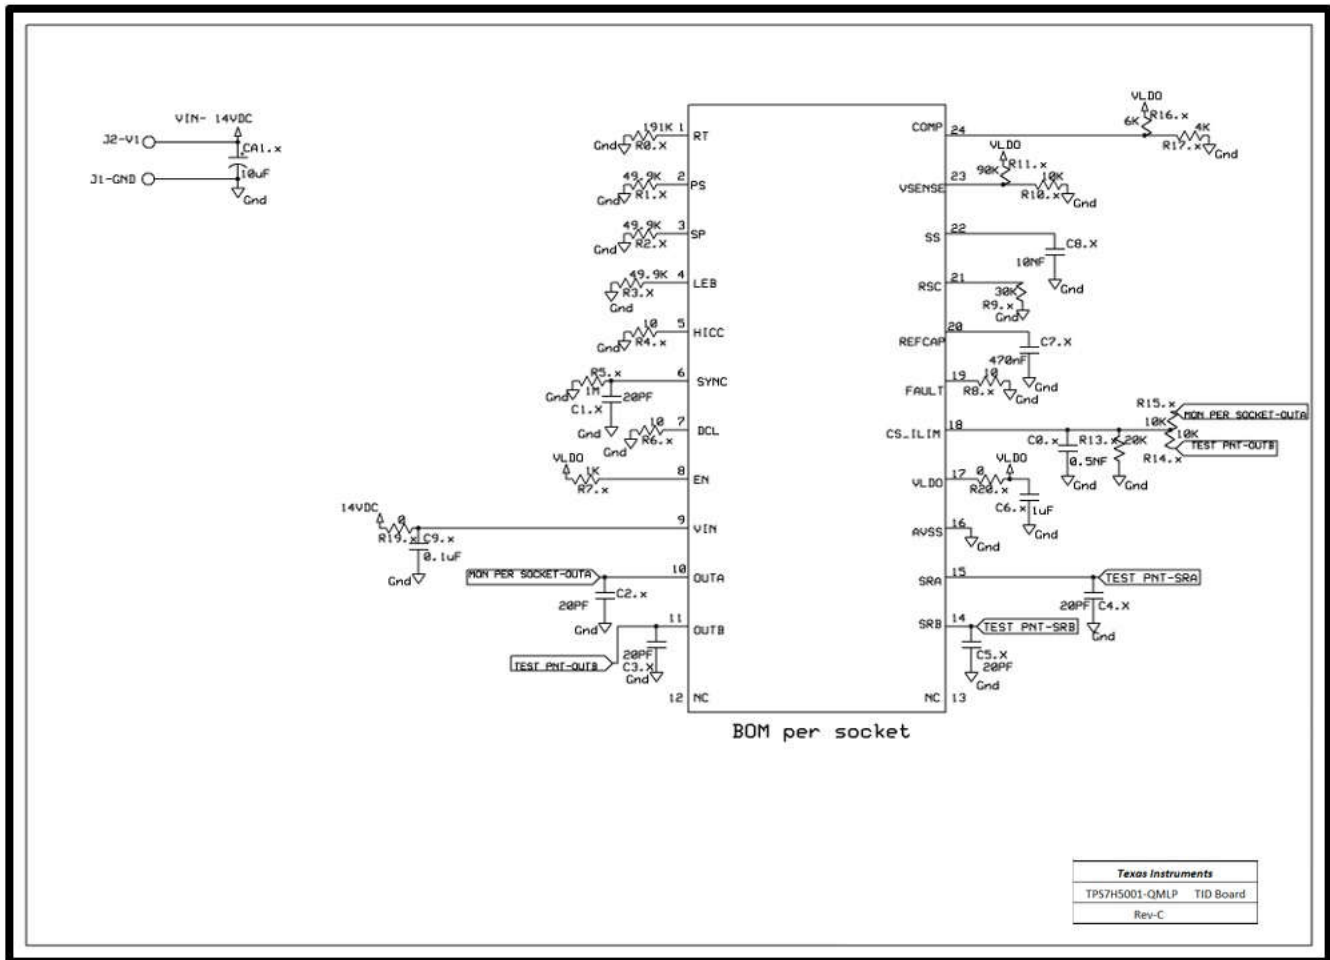 VIN- 14VDC
J2-V1
CA1.x
10uF
J1-GND
Gnd
191K 1 RT
Gnd R0.x
49.9K 2 PS
Gnd R1.x
49.9K 3 SP
Gnd R2.x
49.9K 4 LEB
R3.X
Gnd
10 5 HICC
Gnd R4.x
R5.x 6 SYNC
1M
Gnd 20PF
C1.X
Gnd
10 7 DCL
Gnd R6.x
VLDO
1K 8 EN
R7.x
14VDC
0 9 VIN
R19.x C9.x
0.1uF
Gnd
MON PER SOCKET-OUTA 10 OUTA
C2.x
20PF
Gnd
11 OUTB
20PF
TEST PNT-OUTB C3.X
Gnd
12 NC
VLDO
R16.x
6K
COMP 24 4K
R17.x Gnd
VLDO
R11.x
90K
VSENSE 23 10K
R10.x Gnd
SS 22
C8.X
10NF
Gnd
RSC 21
30K
R9.x
Gnd
REFCAP 20
C7.X
470nF
Gnd
FAULT 19 10
R8.x Gnd
R15.x
MON PER SOCKET-OUTA
10K
CS_ILIM 18
C0.x R13.x 20K 10K
TEST PNT-OUTB
0.5NF R14.x
Gnd Gnd
VLDO
VLDO 17 0
R20.x
C6.x 1uF
Gnd
AVSS 16
Gnd
SRA 15 TEST PNT-SRA
20PF C4.X
Gnd
SRB 14 TEST PNT-SRB
C5.X
20PF
Gnd
NC 13
BOM per socket
Texas Instruments
TPS7H5001-QMLP TID Board
Rev-C